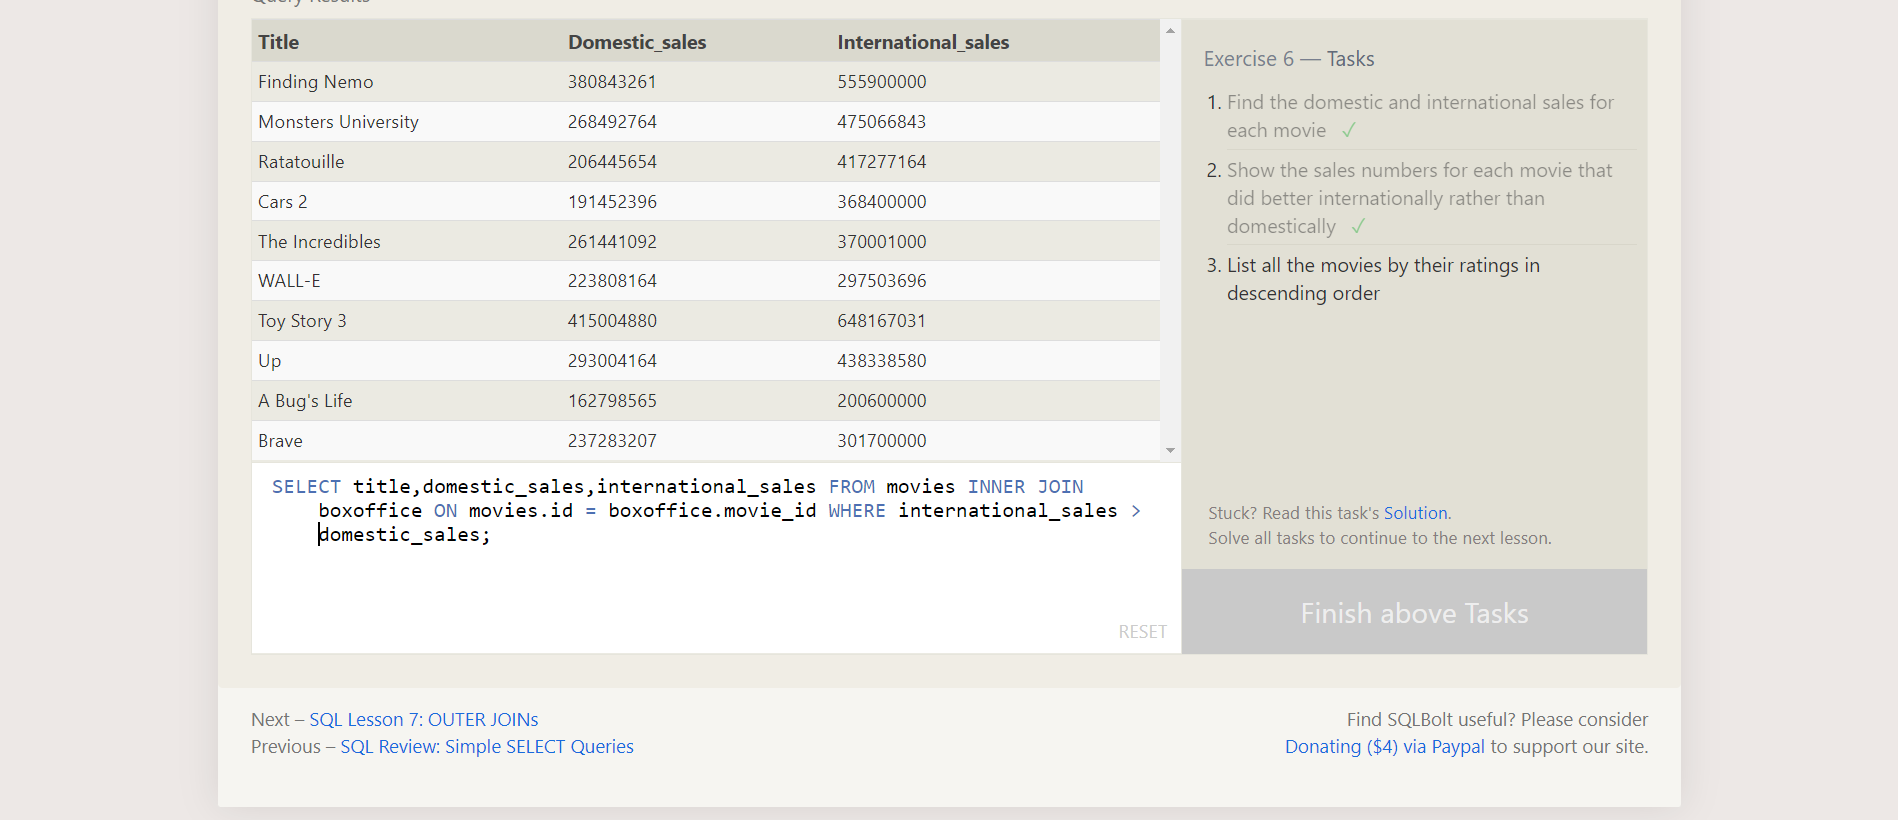 Query Results
Title Domestic_sales International_sales
Finding Nemo 380843261 555900000
Monsters University 268492764 475066843
Ratatouille 206445654 417277164
Cars 2 191452396 368400000
The Incredibles 261441092 370001000
WALL-E 223808164 297503696
Toy Story 3 415004880 648167031
Up 293004164 438338580
A Bug's Life 162798565 200600000
Brave 237283207 301700000
SELECT title,domestic_sales,international_sales FROM movies INNER JOIN
boxoffice ON movies.id = boxoffice.movie_id WHERE international_sales >
domestic_sales;
RESET
Exercise 6 — Tasks
1. Find the domestic and international sales for
each movie ✓
2. Show the sales numbers for each movie that
did better internationally rather than
domestically ✓
3. List all the movies by their ratings in
descending order
Stuck? Read this task's Solution.
Solve all tasks to continue to the next lesson.
Finish above Tasks
Next – SQL Lesson 7: OUTER JOINs
Previous – SQL Review: Simple SELECT Queries
Find SQLBolt useful? Please consider
Donating ($4) via Paypal to support our site.